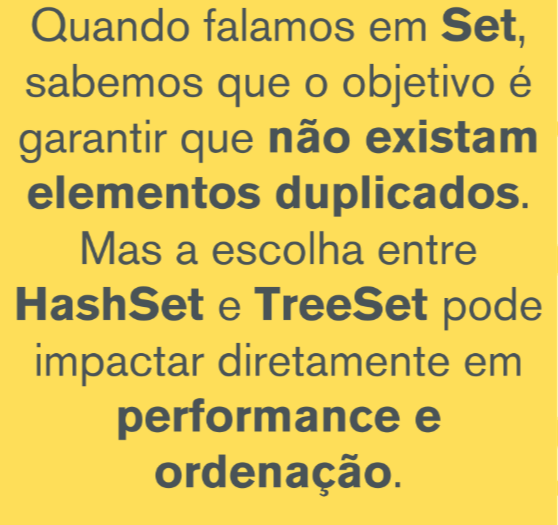 Quando falamos em Set,
sabemos que o objetivo é
garantir que não existam
elementos duplicados.
Mas a escolha entre
HashSet e TreeSet pode
impactar diretamente em
performance e
ordenação.